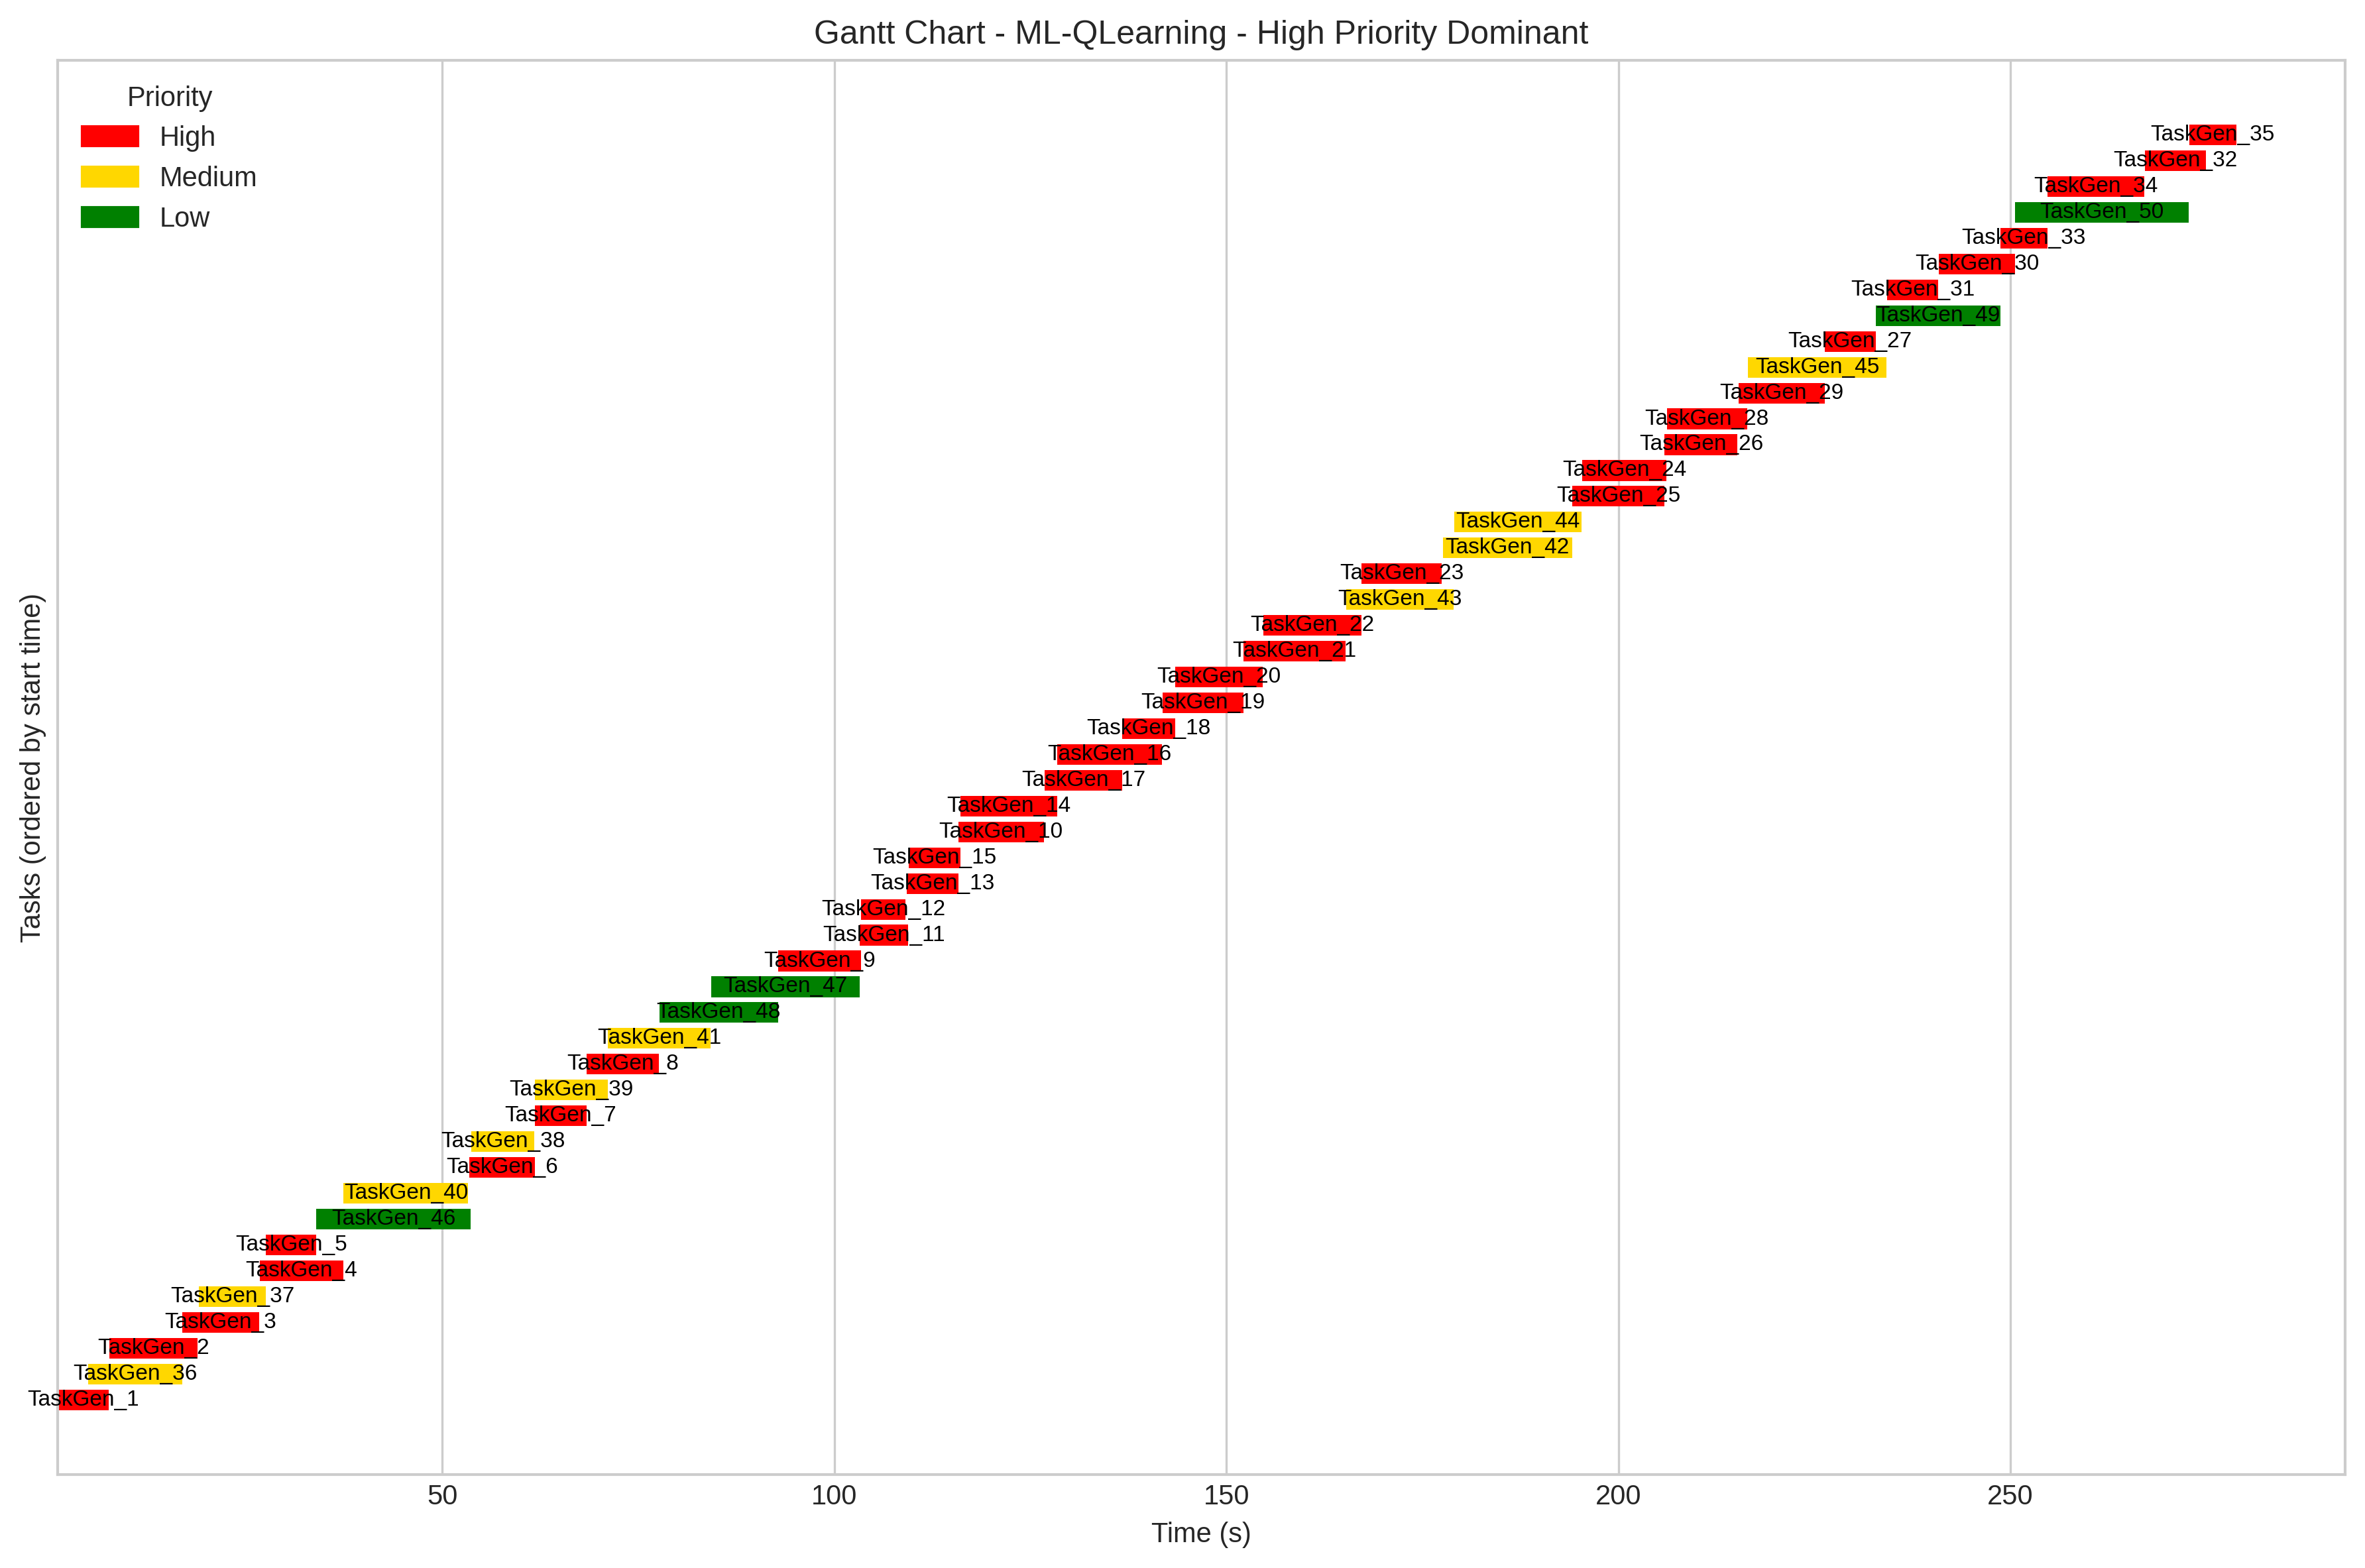 Gantt Chart - ML-QLearning - High Priority Dominant
Priority
High
Medium
Low
TaskGen_35
TaskGen_32
TaskGen_34
TaskGen_50
TaskGen_33
TaskGen_30
TaskGen_31
TaskGen_49
TaskGen_27
TaskGen_45
TaskGen_29
TaskGen_28
TaskGen_26
TaskGen_24
TaskGen_25
TaskGen_44
TaskGen_42
TaskGen_23
TaskGen_43
TaskGen_22
TaskGen_21
TaskGen_20
TaskGen_19
TaskGen_18
TaskGen_16
TaskGen_17
TaskGen_14
TaskGen_10
TaskGen_15
TaskGen_13
TaskGen_12
TaskGen_11
TaskGen_9
TaskGen_47
TaskGen_48
TaskGen_41
TaskGen_8
TaskGen_39
TaskGen_7
TaskGen_38
TaskGen_6
TaskGen_40
TaskGen_46
TaskGen_5
TaskGen_4
TaskGen_37
TaskGen_3
TaskGen_2
TaskGen_36
TaskGen_1
Tasks (ordered by start time)
50 100 150 200 250
Time (s)